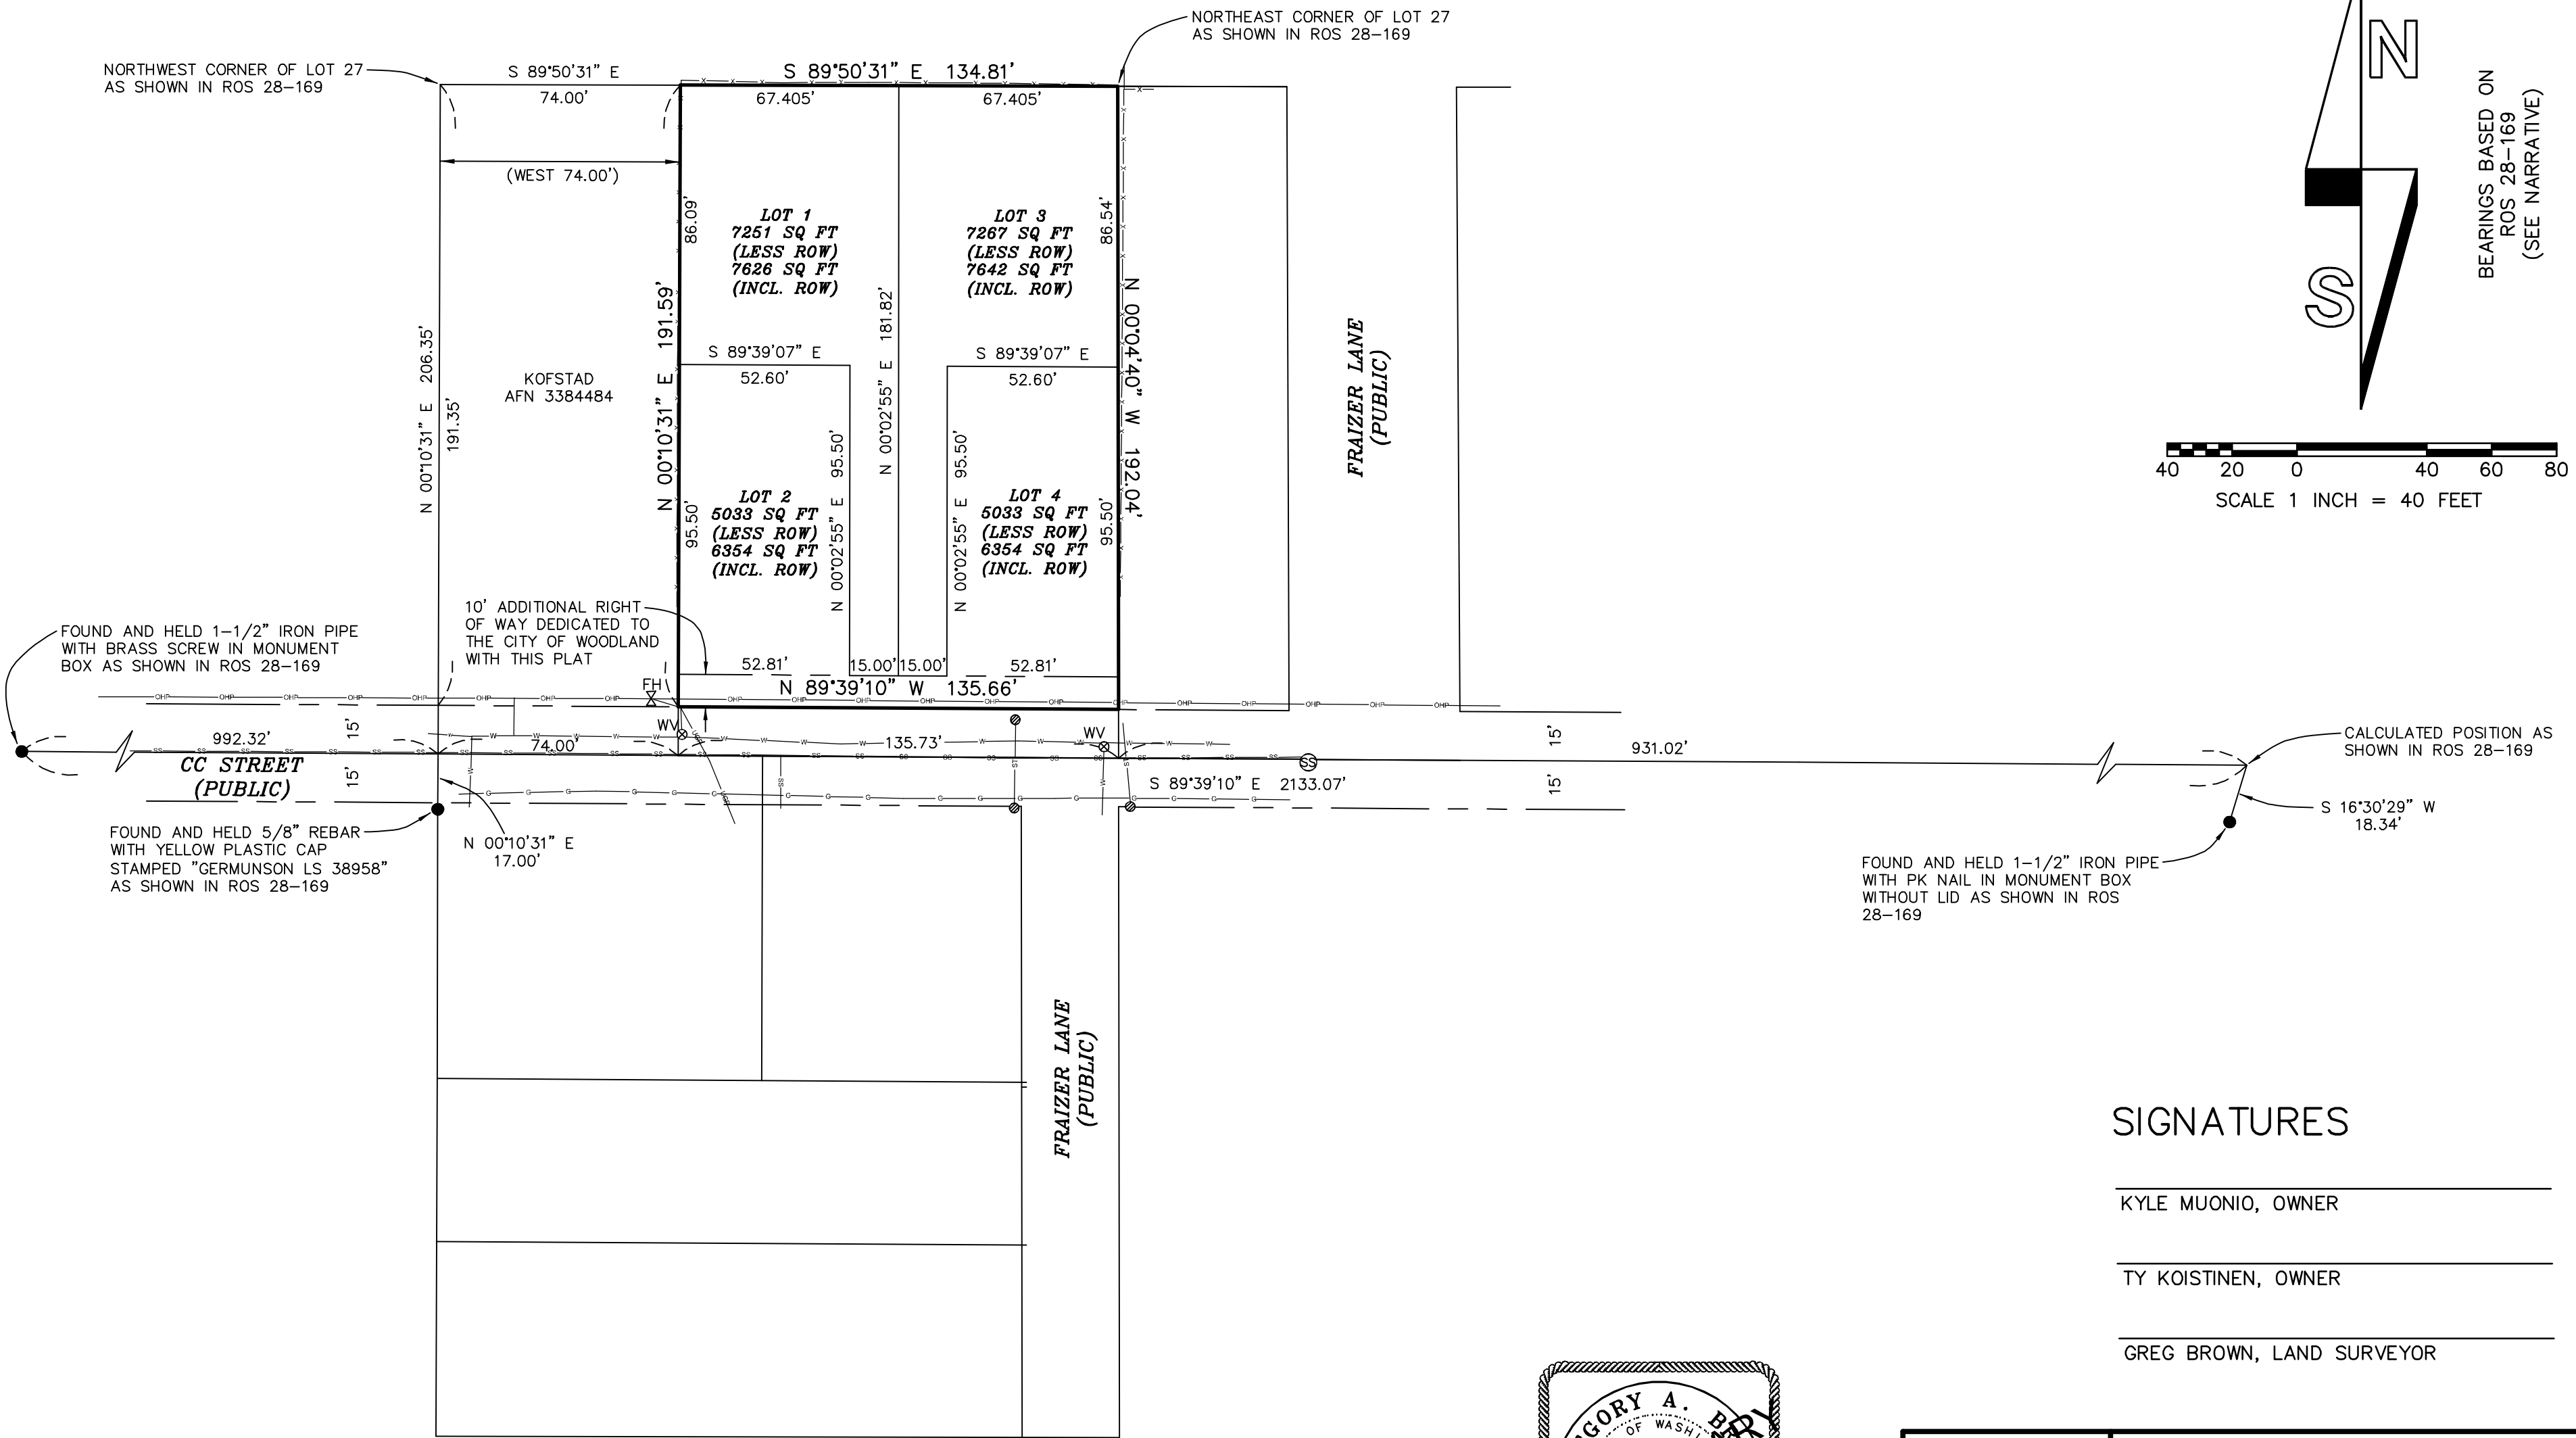 NORTHEAST CORNER OF LOT 27
AS SHOWN IN ROS 28-169
NORTHWEST CORNER OF LOT 27
AS SHOWN IN ROS 28-169
S 89°50'31" E
74.00'
(WEST 74.00')
S 89°50'31" E 134.81'
67.405'
67.405'
N
S
BEARINGS BASED ON
ROS 28-169
(SEE NARRATIVE)
40 20 0 40 60 80
SCALE 1 INCH = 40 FEET
N 00°10'31" E 206.35'
191.35'
KOFSTAD
AFN 3384484
N 00°10'31" E 191.59'
86.09'
LOT 1
7251 SQ FT
(LESS ROW)
7626 SQ FT
(INCL. ROW)
N 00°02'55" E 181.82'
LOT 3
7267 SQ FT
(LESS ROW)
7642 SQ FT
(INCL. ROW)
86.54'
N 00°04'40" W 192.04'
FRAIZER LANE
(PUBLIC)
S 89°39'07" E
52.60'
S 89°39'07" E
52.60'
95.50'
LOT 2
5033 SQ FT
(LESS ROW)
6354 SQ FT
(INCL. ROW)
N 00°02'55" E 95.50'
N 00°02'55" E 95.50'
LOT 4
5033 SQ FT
(LESS ROW)
6354 SQ FT
(INCL. ROW)
95.50'
10' ADDITIONAL RIGHT
OF WAY DEDICATED TO
THE CITY OF WOODLAND
WITH THIS PLAT
52.81'
15.00'
15.00'
52.81'
N 89°39'10" W 135.66'
FOUND AND HELD 1-1/2" IRON PIPE
WITH BRASS SCREW IN MONUMENT
BOX AS SHOWN IN ROS 28-169
FH
WV
WV
992.32'
15'
15'
74.00'
135.73'
SS
931.02'
15'
15'
CC STREET
(PUBLIC)
S 89°39'10" E 2133.07'
CALCULATED POSITION AS
SHOWN IN ROS 28-169
S 16°30'29" W
18.34'
FOUND AND HELD 5/8" REBAR
WITH YELLOW PLASTIC CAP
STAMPED "GERMUNSON LS 38958"
AS SHOWN IN ROS 28-169
N 00°10'31" E
17.00'
FOUND AND HELD 1-1/2" IRON PIPE
WITH PK NAIL IN MONUMENT BOX
WITHOUT LID AS SHOWN IN ROS
28-169
FRAIZER LANE
(PUBLIC)
SIGNATURES
KYLE MUONIO, OWNER
TY KOISTINEN, OWNER
GREG BROWN, LAND SURVEYOR